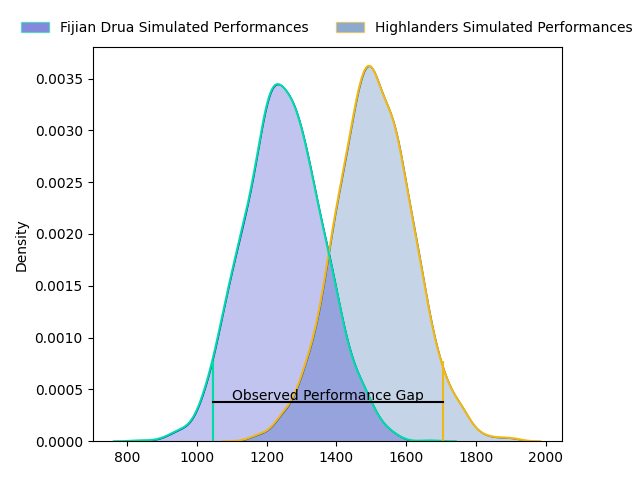 Fijian Drua Simulated Performances Highlanders Simulated Performances
0.0035
0.0030
0.0025
0.0020
0.0015
0.0010
0.0005
0.0000
Density
Observed Performance Gap
800 1000 1200 1400 1600 1800 2000